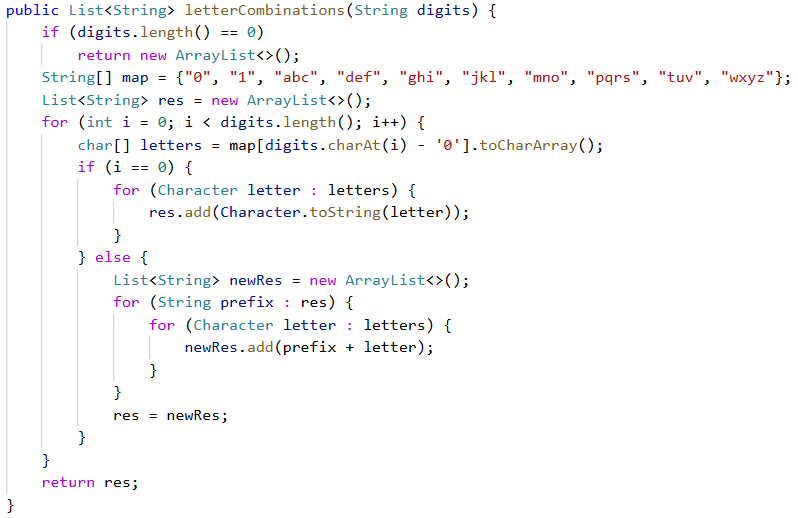 public List<String> letterCombinations(String digits) {
    if (digits.length() == 0)
        return new ArrayList<>();
    String[] map = {"0", "1", "abc", "def", "ghi", "jkl", "mno", "pqrs", "tuv", "wxyz"};
    List<String> res = new ArrayList<>();
    for (int i = 0; i < digits.length(); i++) {
        char[] letters = map[digits.charAt(i) - '0'].toCharArray();
        if (i == 0) {
            for (Character letter : letters) {
                res.add(Character.toString(letter));
            }
        } else {
            List<String> newRes = new ArrayList<>();
            for (String prefix : res) {
                for (Character letter : letters) {
                    newRes.add(prefix + letter);
                }
            }
            res = newRes;
        }
    }
    return res;
}